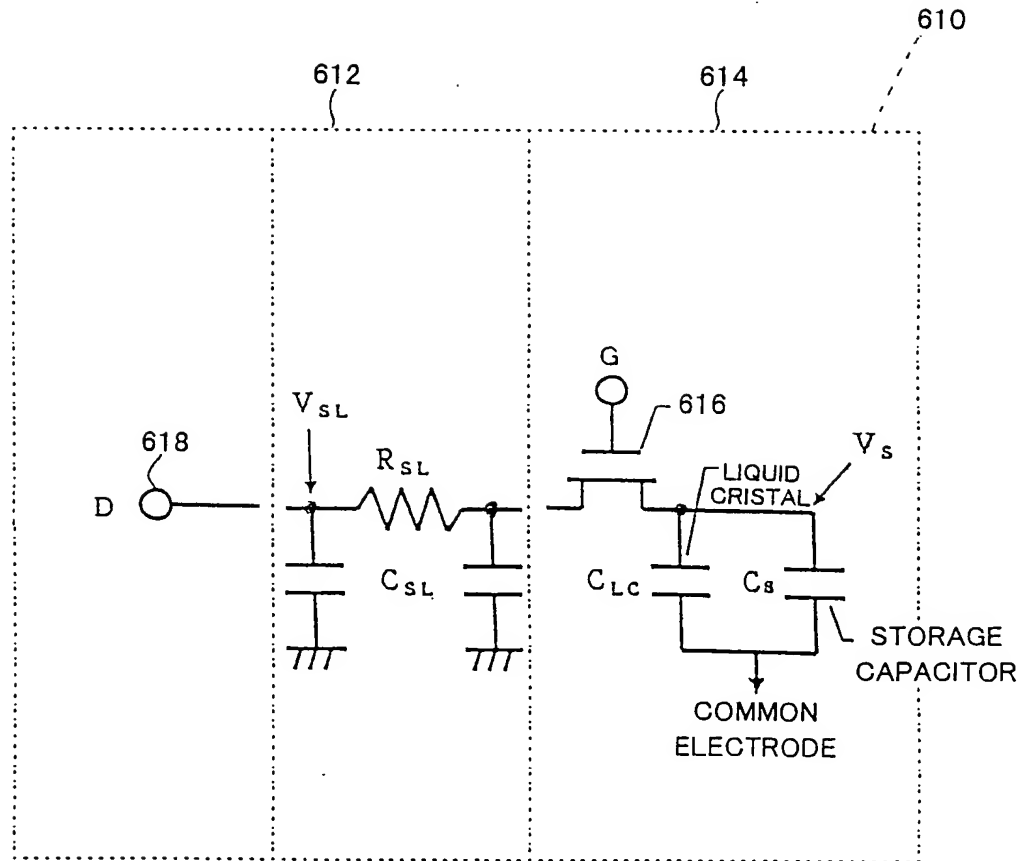 610
612
614
G
V_SL
616
618
R_SL
V_S
LIQUID
CRISTAL
D
C_SL
C_LC
C_S
STORAGE
CAPACITOR
COMMON
ELECTRODE